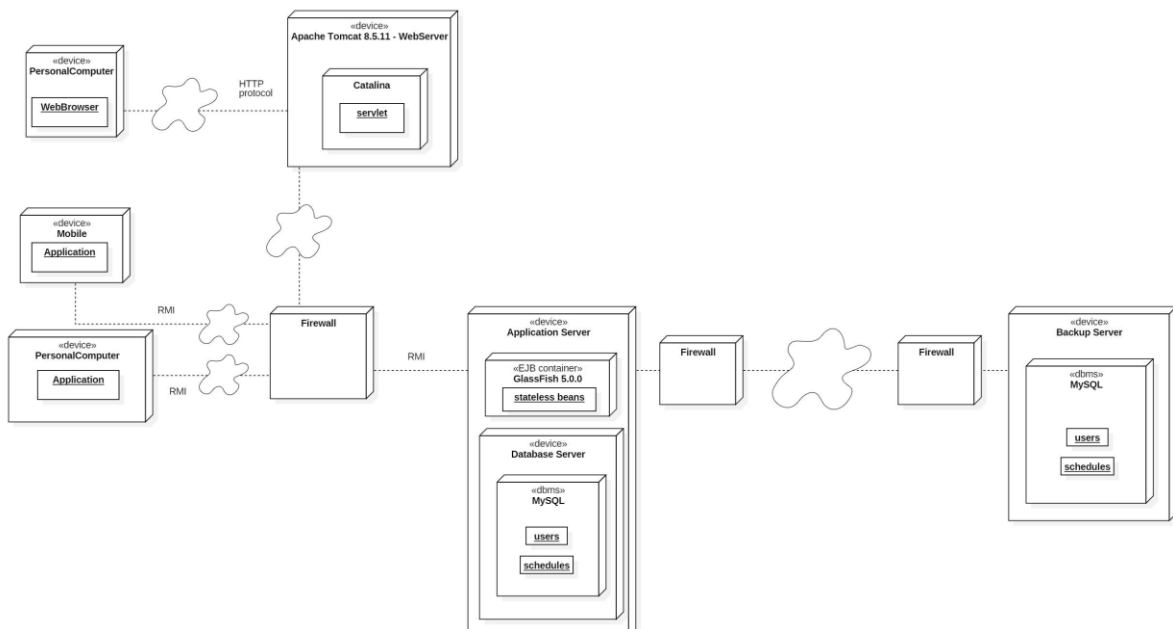 «device»
Apache Tomcat 8.5.11 - WebServer
Catalina
servlet
«device»
PersonalComputer
WebBrowser
HTTP
protocol
«device»
Mobile
Application
RMI
«device»
PersonalComputer
Application
RMI
Firewall
RMI
«device»
Application Server
«EJB container»
GlassFish 5.0.0
stateless beans
«device»
Database Server
«dbms»
MySQL
users
schedules
Firewall
Firewall
«device»
Backup Server
«dbms»
MySQL
users
schedules